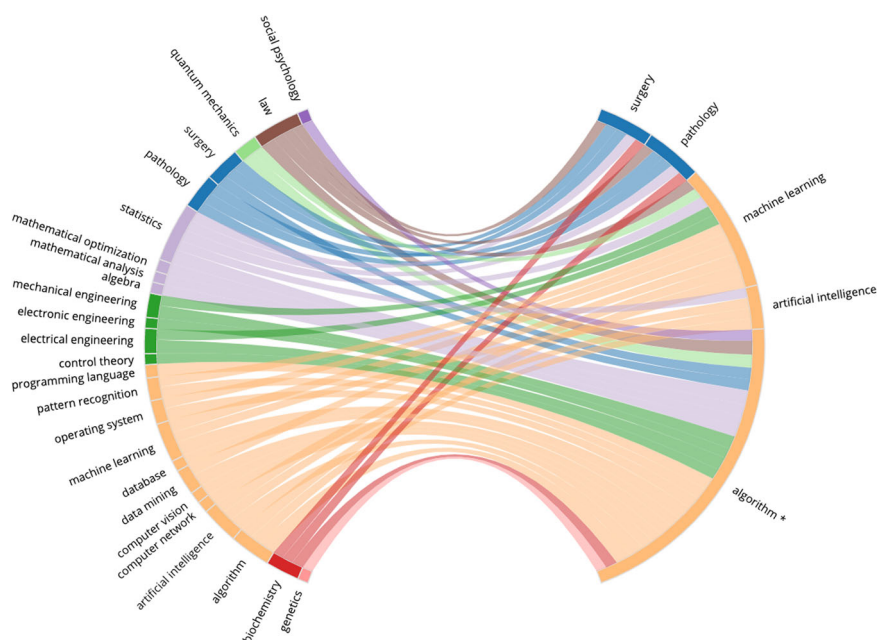 social psychology
law
quantum mechanics
surgery
pathology
statistics
mathematical optimization
mathematical analysis
algebra
mechanical engineering
electronic engineering
electrical engineering
control theory
programming language
pattern recognition
operating system
machine learning
database
data mining
computer vision
computer network
artificial intelligence
algorithm
biochemistry
genetics
surgery
pathology
machine learning
artificial intelligence
algorithm *